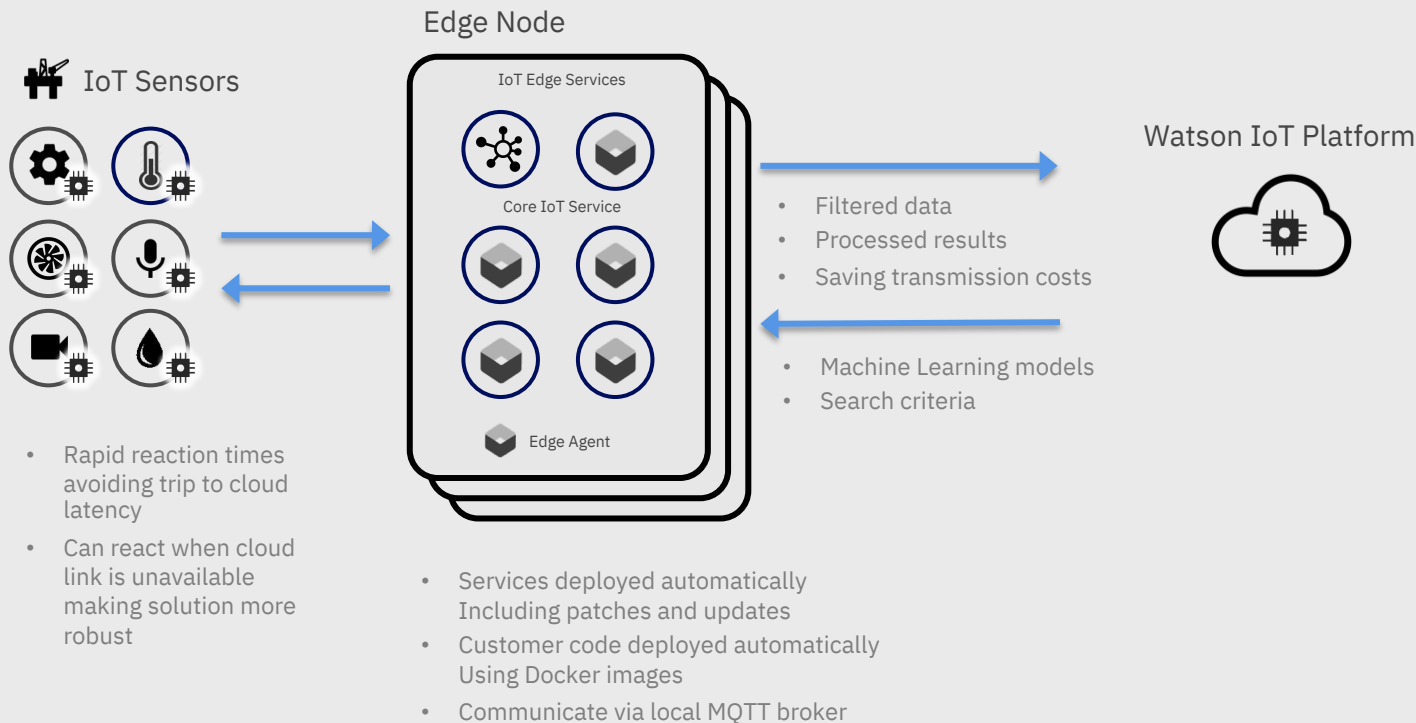 Edge Node
IoT Sensors
IoT Edge Services
Core IoT Service
Edge Agent
Watson IoT Platform
• Filtered data
• Processed results
• Saving transmission costs
• Machine Learning models
• Search criteria
• Rapid reaction times
avoiding trip to cloud
latency
• Can react when cloud
link is unavailable
making solution more
robust
• Services deployed automatically
Including patches and updates
• Customer code deployed automatically
Using Docker images
• Communicate via local MQTT broker